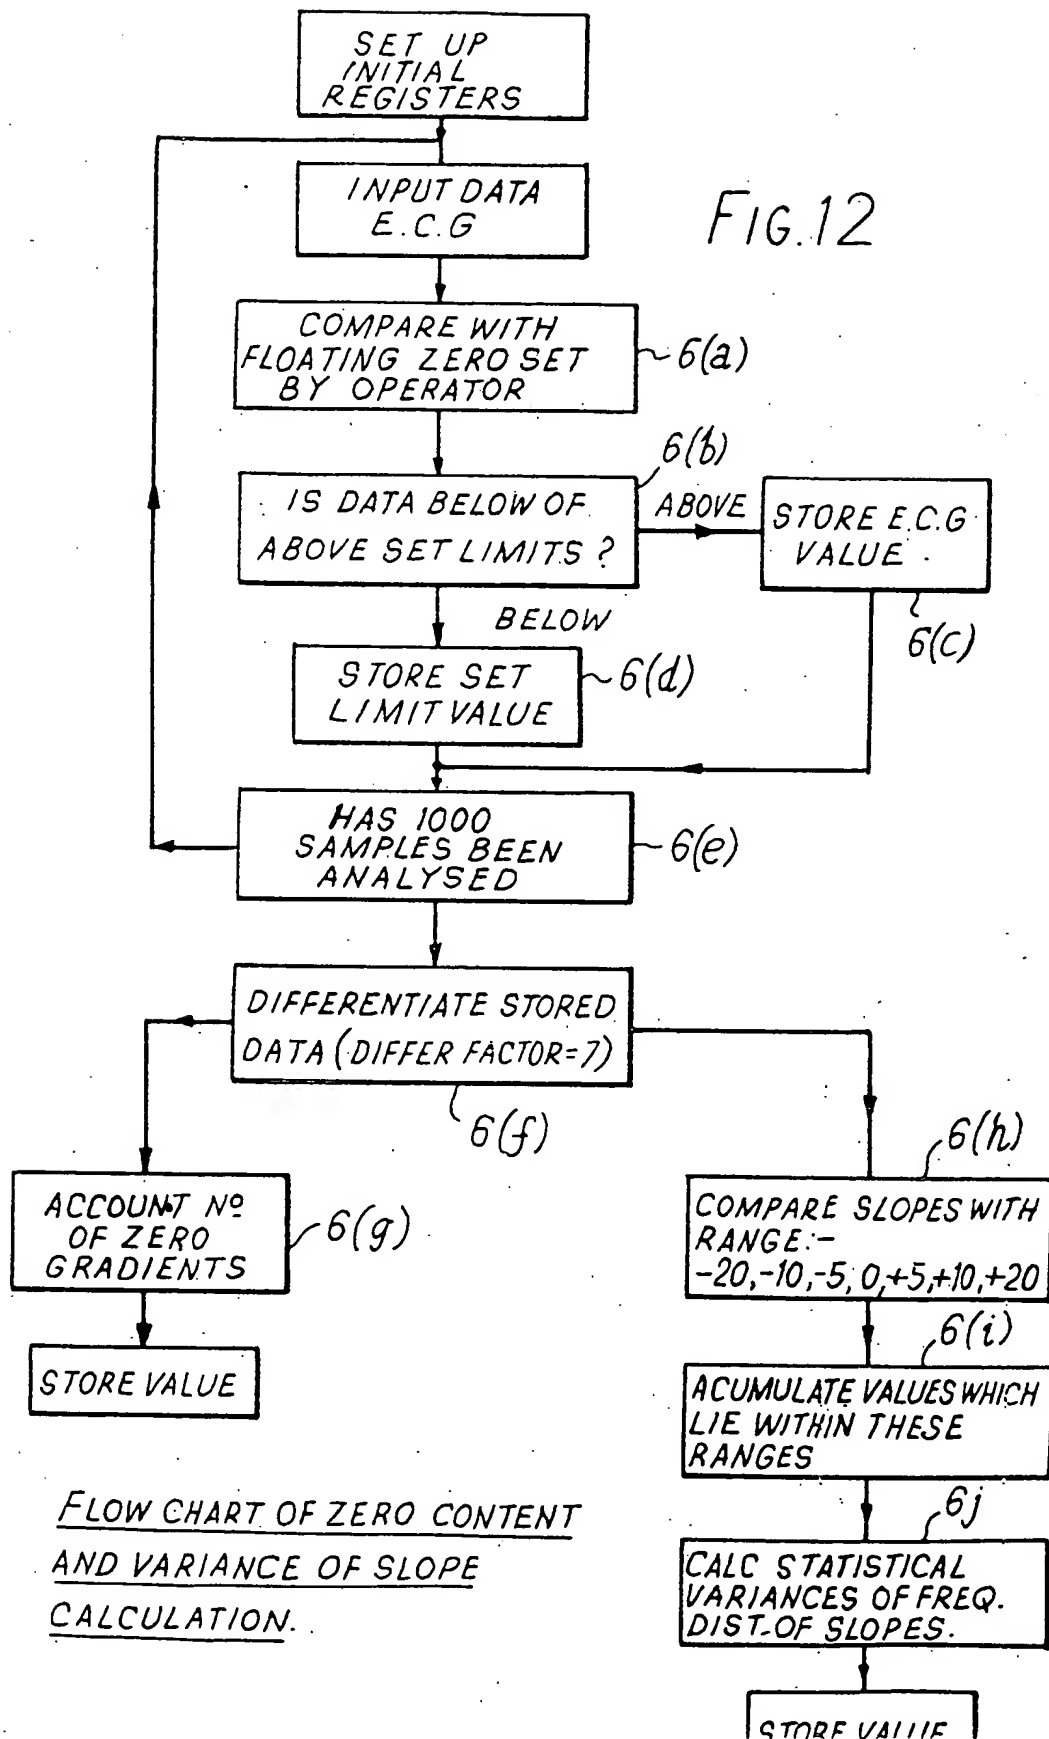 SET UP
INITIAL
REGISTERS
INPUT DATA
E.C.G
FIG.12
COMPARE WITH
FLOATING ZERO SET
BY OPERATOR
6(a)
6(b)
IS DATA BELOW OF
ABOVE SET LIMITS ?
ABOVE
STORE E.C.G
VALUE
6(c)
BELOW
STORE SET
LIMIT VALUE
6(d)
HAS 1000
SAMPLES BEEN
ANALYSED
6(e)
DIFFERENTIATE STORED
DATA (DIFFER FACTOR=7)
6(f)
ACCOUNT Nº
OF ZERO
GRADIENTS
6(g)
STORE VALUE
6(h)
COMPARE SLOPES WITH
RANGE:-
-20,-10,-5,0,+5,+10,+20
6(i)
ACUMULATE VALUES WHICH
LIE WITHIN THESE
RANGES
6j
CALC STATISTICAL
VARIANCES OF FREQ.
DIST. OF SLOPES.
STORE VALUE
FLOW CHART OF ZERO CONTENT
AND VARIANCE OF SLOPE
CALCULATION.